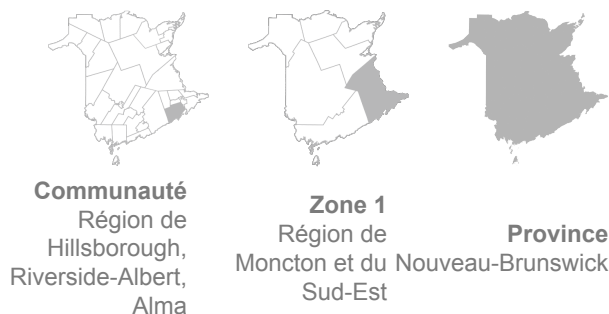 Communauté
Région de
Hillsborough,
Riverside-Albert,
Alma
Zone 1
Région de
Moncton et du
Sud-Est
Province
Nouveau-Brunswick